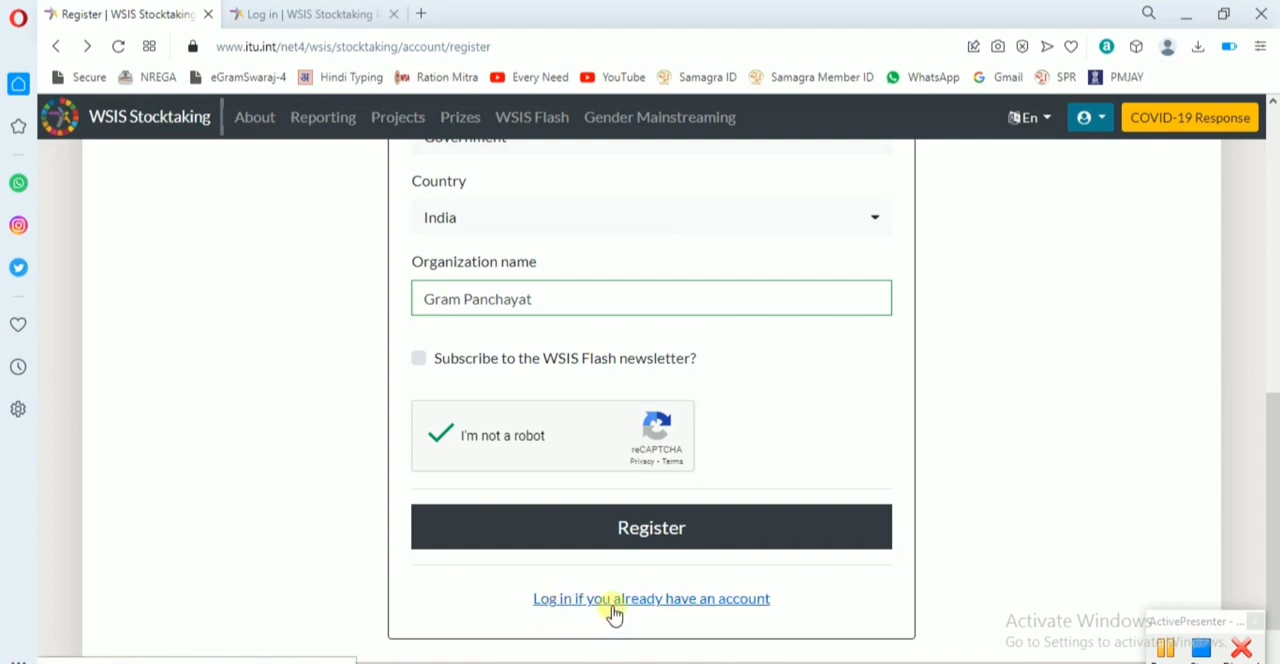 Register | WSIS Stocktaking
Log in | WSIS Stocktaking
www.itu.int/net4/wsis/stocktaking/account/register
Secure NREGA eGramSwaraj-4 Hindi Typing Ration Mitra Every Need YouTube Samagra ID Samagra Member ID WhatsApp Gmail SPR PMJAY
WSIS Stocktaking About Reporting Projects Prizes WSIS Flash Gender Mainstreaming En COVID-19 Response
Government
Country
India
Organization name
Gram Panchayat
Subscribe to the WSIS Flash newsletter?
I'm not a robot
reCAPTCHA
Privacy - Terms
Register
Log in if you already have an account
Activate Windows
Go to Settings to activate Windows.
ActivePresenter - ...